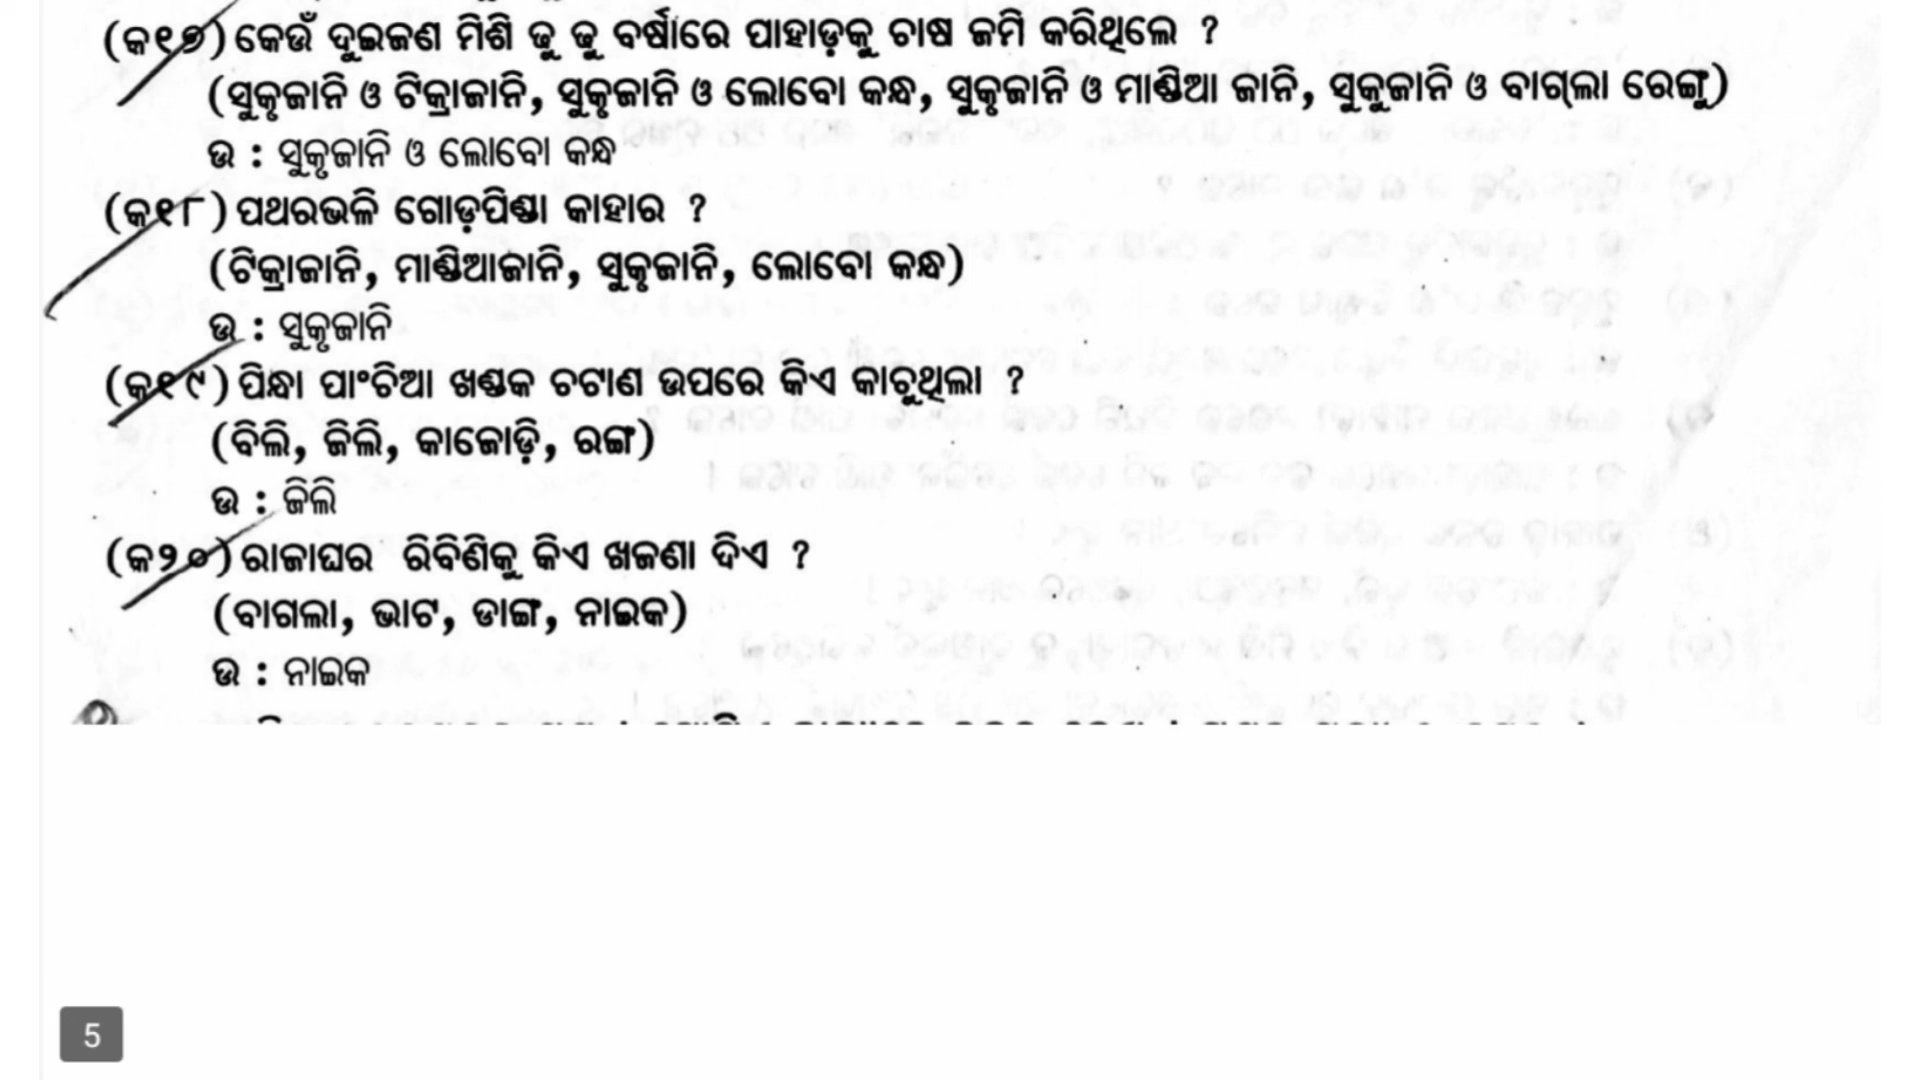 (କ୧୭) କେଉଁ ଦୁଇଜଣ ମିଶି ଢୁ ଢୁ ବର୍ଷାରେ ପାହାଡ଼କୁ ଚାଷ ଜମି କରିଥିଲେ ?
(ସୁକ୍ରୁଜାନି ଓ ଟିକ୍ରାଜାନି, ସୁକ୍ରୁଜାନି ଓ ଲୋବୋ କନ୍ଧ, ସୁକ୍ରୁଜାନି ଓ ମାଣ୍ଡିଆ ଜାନି, ସୁକ୍ରୁଜାନି ଓ ବାଗ୍‌ଲା ରେଙ୍ଗୁ)
ଉ : ସୁକ୍ରୁଜାନି ଓ ଲୋବୋ କନ୍ଧ
(କ୧୮) ପଥରଭଳି ଗୋଡ଼ପିଣ୍ଡା କାହାର ?
(ଟିକ୍ରାଜାନି, ମାଣ୍ଡିଆଜାନି, ସୁକ୍ରୁଜାନି, ଲୋବୋ କନ୍ଧ)
ଉ : ସୁକ୍ରୁଜାନି
(କ୧୯) ପିନ୍ଧା ପାଂଚିଆ ଖଣ୍ଡକ ଚଟାଣ ଉପରେ କିଏ କାଚୁଥିଲା ?
(ବିଲି, ଜିଲି, କାଜୋଡ଼ି, ରଙ୍ଗ)
ଉ : ଜିଲି
(କ୨୦) ରାଜାଘର ରିବିଣିକୁ କିଏ ଖଜଣା ଦିଏ ?
(ବାଗଲା, ଭାଟ, ଡାଙ୍ଗ, ନାଇକ)
ଉ : ନାଇକ
5